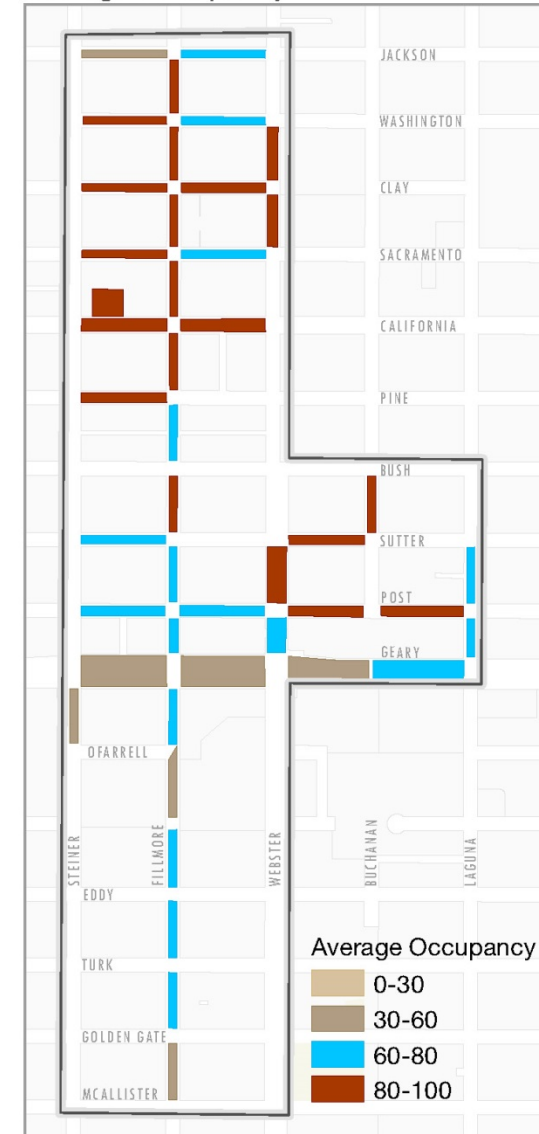 JACKSON
WASHINGTON
CLAY
SACRAMENTO
CALIFORNIA
PINE
BUSH
SUTTER
POST
GEARY
OFARRELL
STEINER
FILLMORE
WEBSTER
BUCHANAN
LAGUNA
EDDY
TURK
GOLDEN GATE
MCALLISTER
Average Occupancy
0-30
30-60
60-80
80-100